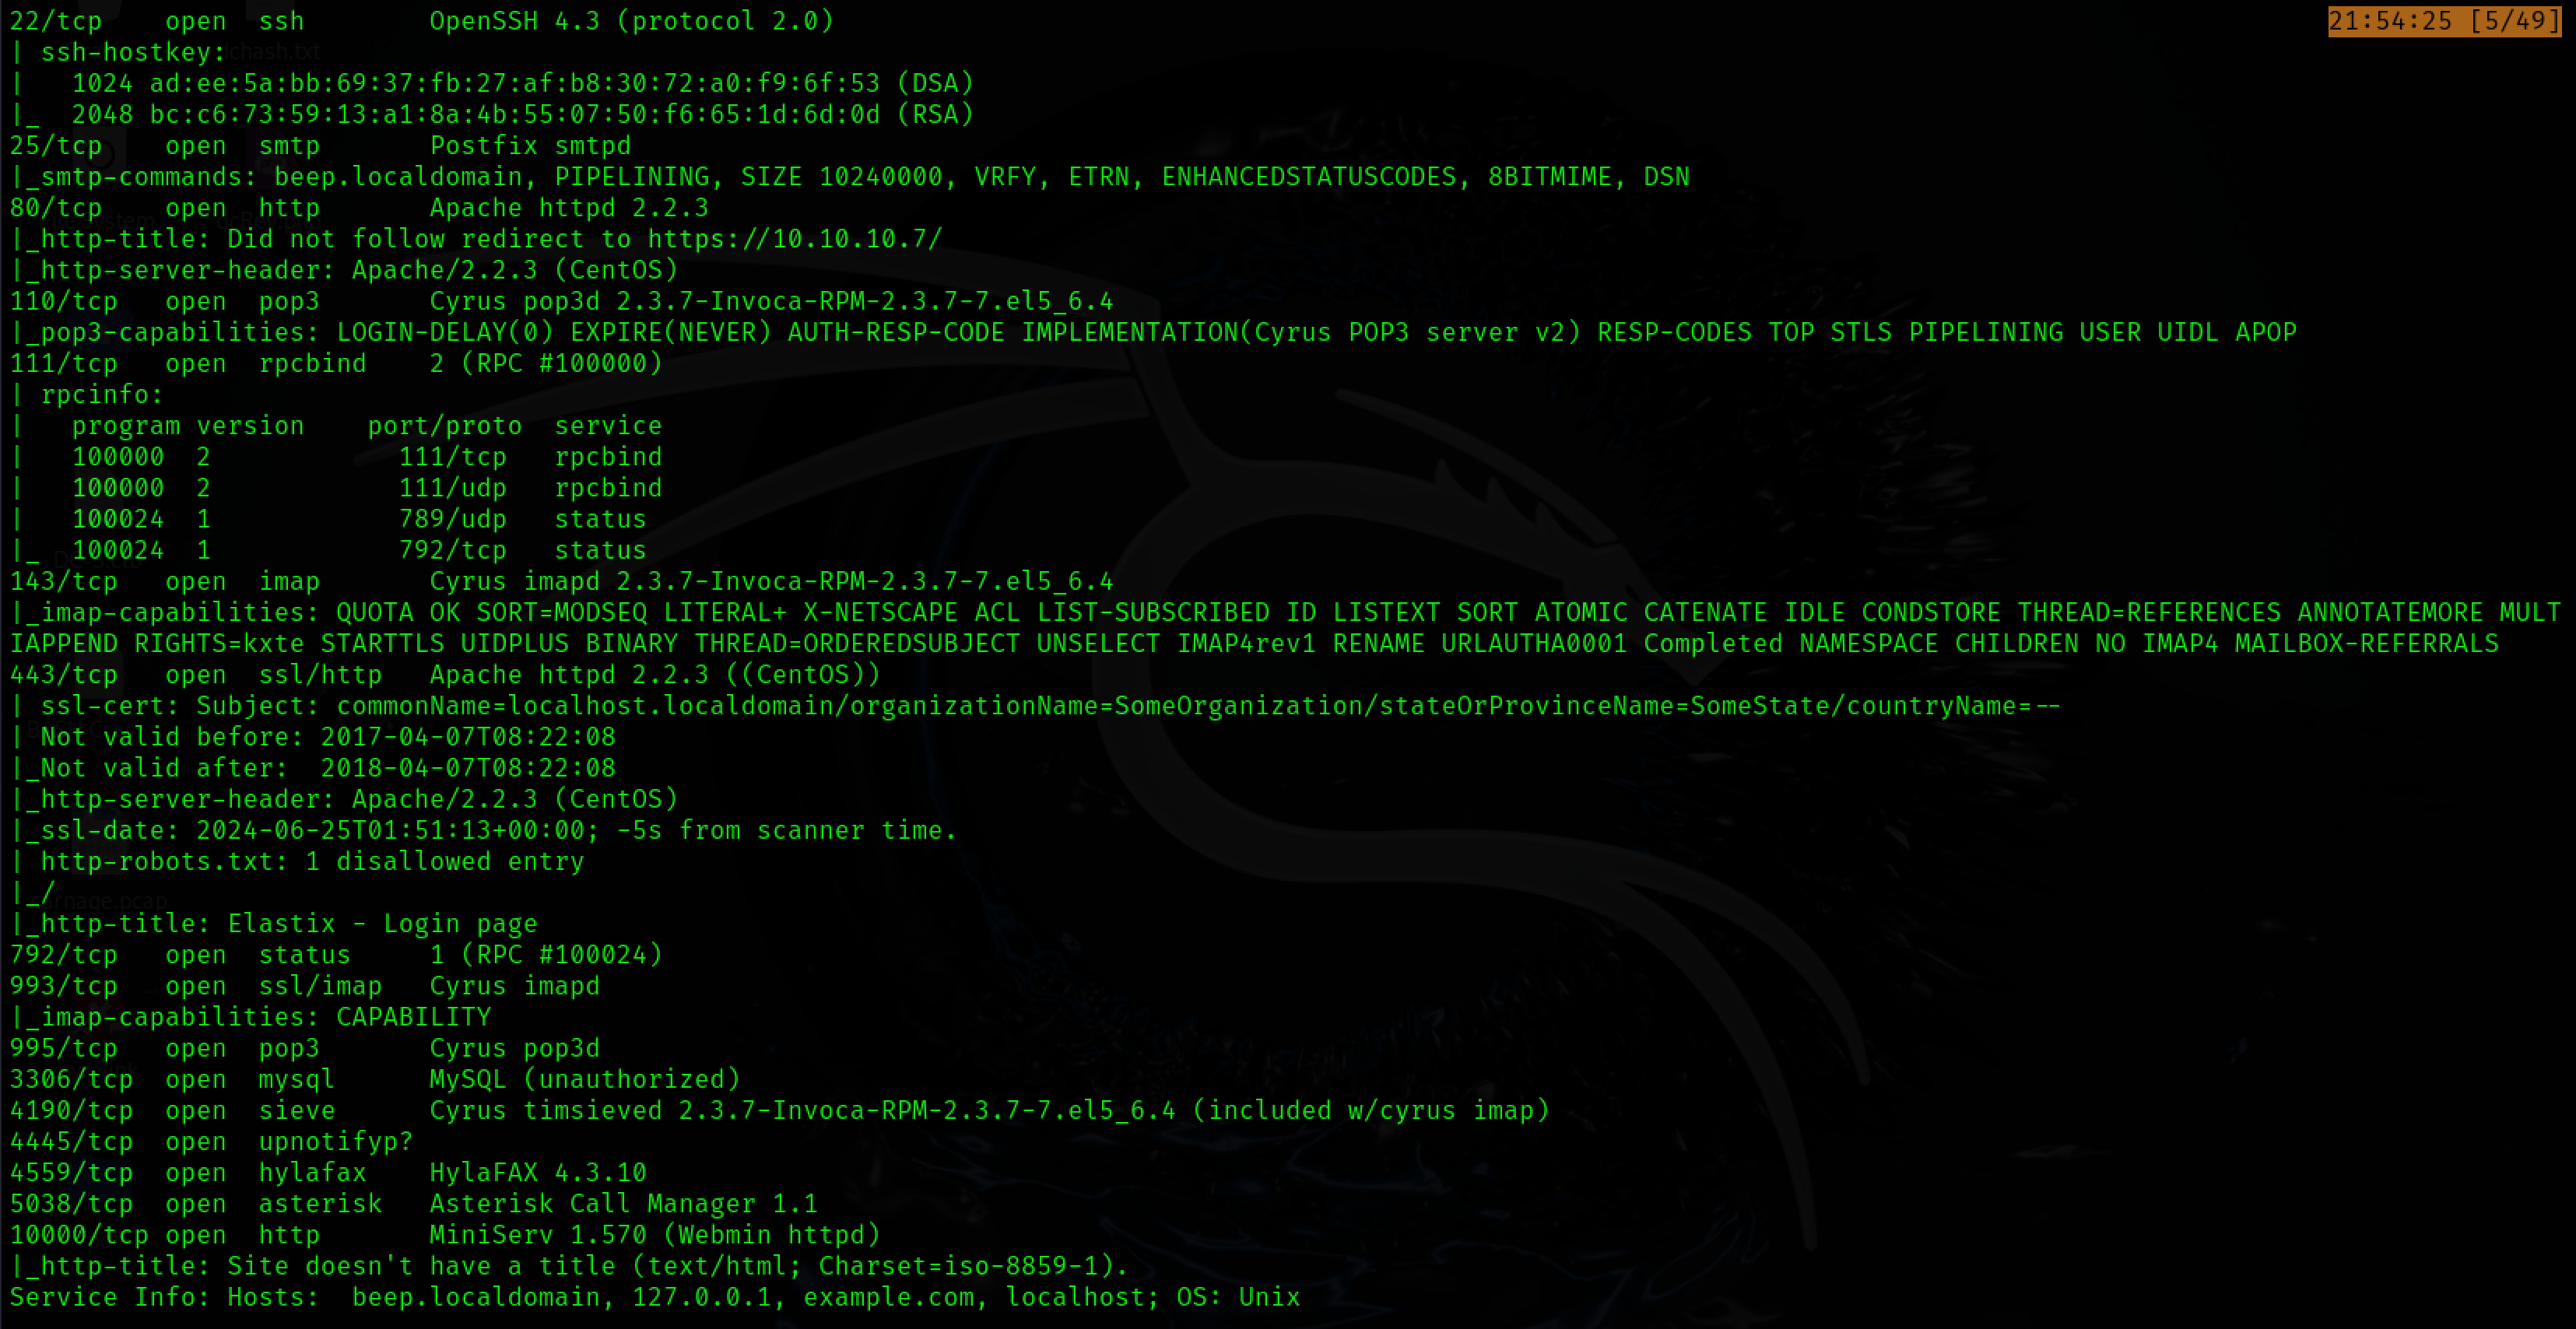 22/tcp    open  ssh        OpenSSH 4.3 (protocol 2.0)
21:54:25 [5/49]
| ssh-hostkey:
|   1024 ad:ee:5a:bb:69:37:fb:27:af:b8:30:72:a0:f9:6f:53 (DSA)
|_  2048 bc:c6:73:59:13:a1:8a:4b:55:07:50:f6:65:1d:6d:0d (RSA)
25/tcp    open  smtp       Postfix smtpd
|_smtp-commands: beep.localdomain, PIPELINING, SIZE 10240000, VRFY, ETRN, ENHANCEDSTATUSCODES, 8BITMIME, DSN
80/tcp    open  http       Apache httpd 2.2.3
|_http-title: Did not follow redirect to https://10.10.10.7/
|_http-server-header: Apache/2.2.3 (CentOS)
110/tcp   open  pop3       Cyrus pop3d 2.3.7-Invoca-RPM-2.3.7-7.el5_6.4
|_pop3-capabilities: LOGIN-DELAY(0) EXPIRE(NEVER) AUTH-RESP-CODE IMPLEMENTATION(Cyrus POP3 server v2) RESP-CODES TOP STLS PIPELINING USER UIDL APOP
111/tcp   open  rpcbind    2 (RPC #100000)
| rpcinfo:
|   program version    port/proto  service
|   100000  2            111/tcp   rpcbind
|   100000  2            111/udp   rpcbind
|   100024  1            789/udp   status
|_  100024  1            792/tcp   status
143/tcp   open  imap       Cyrus imapd 2.3.7-Invoca-RPM-2.3.7-7.el5_6.4
|_imap-capabilities: QUOTA OK SORT=MODSEQ LITERAL+ X-NETSCAPE ACL LIST-SUBSCRIBED ID LISTEXT SORT ATOMIC CATENATE IDLE CONDSTORE THREAD=REFERENCES ANNOTATEMORE MULT
IAPPEND RIGHTS=kxte STARTTLS UIDPLUS BINARY THREAD=ORDEREDSUBJECT UNSELECT IMAP4rev1 RENAME URLAUTHA0001 Completed NAMESPACE CHILDREN NO IMAP4 MAILBOX-REFERRALS
443/tcp   open  ssl/http   Apache httpd 2.2.3 ((CentOS))
| ssl-cert: Subject: commonName=localhost.localdomain/organizationName=SomeOrganization/stateOrProvinceName=SomeState/countryName=--
| Not valid before: 2017-04-07T08:22:08
|_Not valid after:  2018-04-07T08:22:08
|_http-server-header: Apache/2.2.3 (CentOS)
|_ssl-date: 2024-06-25T01:51:13+00:00; -5s from scanner time.
| http-robots.txt: 1 disallowed entry
|_/
|_http-title: Elastix - Login page
792/tcp   open  status     1 (RPC #100024)
993/tcp   open  ssl/imap   Cyrus imapd
|_imap-capabilities: CAPABILITY
995/tcp   open  pop3       Cyrus pop3d
3306/tcp  open  mysql      MySQL (unauthorized)
4190/tcp  open  sieve      Cyrus timsieved 2.3.7-Invoca-RPM-2.3.7-7.el5_6.4 (included w/cyrus imap)
4445/tcp  open  upnotifyp?
4559/tcp  open  hylafax    HylaFAX 4.3.10
5038/tcp  open  asterisk   Asterisk Call Manager 1.1
10000/tcp open  http       MiniServ 1.570 (Webmin httpd)
|_http-title: Site doesn't have a title (text/html; Charset=iso-8859-1).
Service Info: Hosts:  beep.localdomain, 127.0.0.1, example.com, localhost; OS: Unix